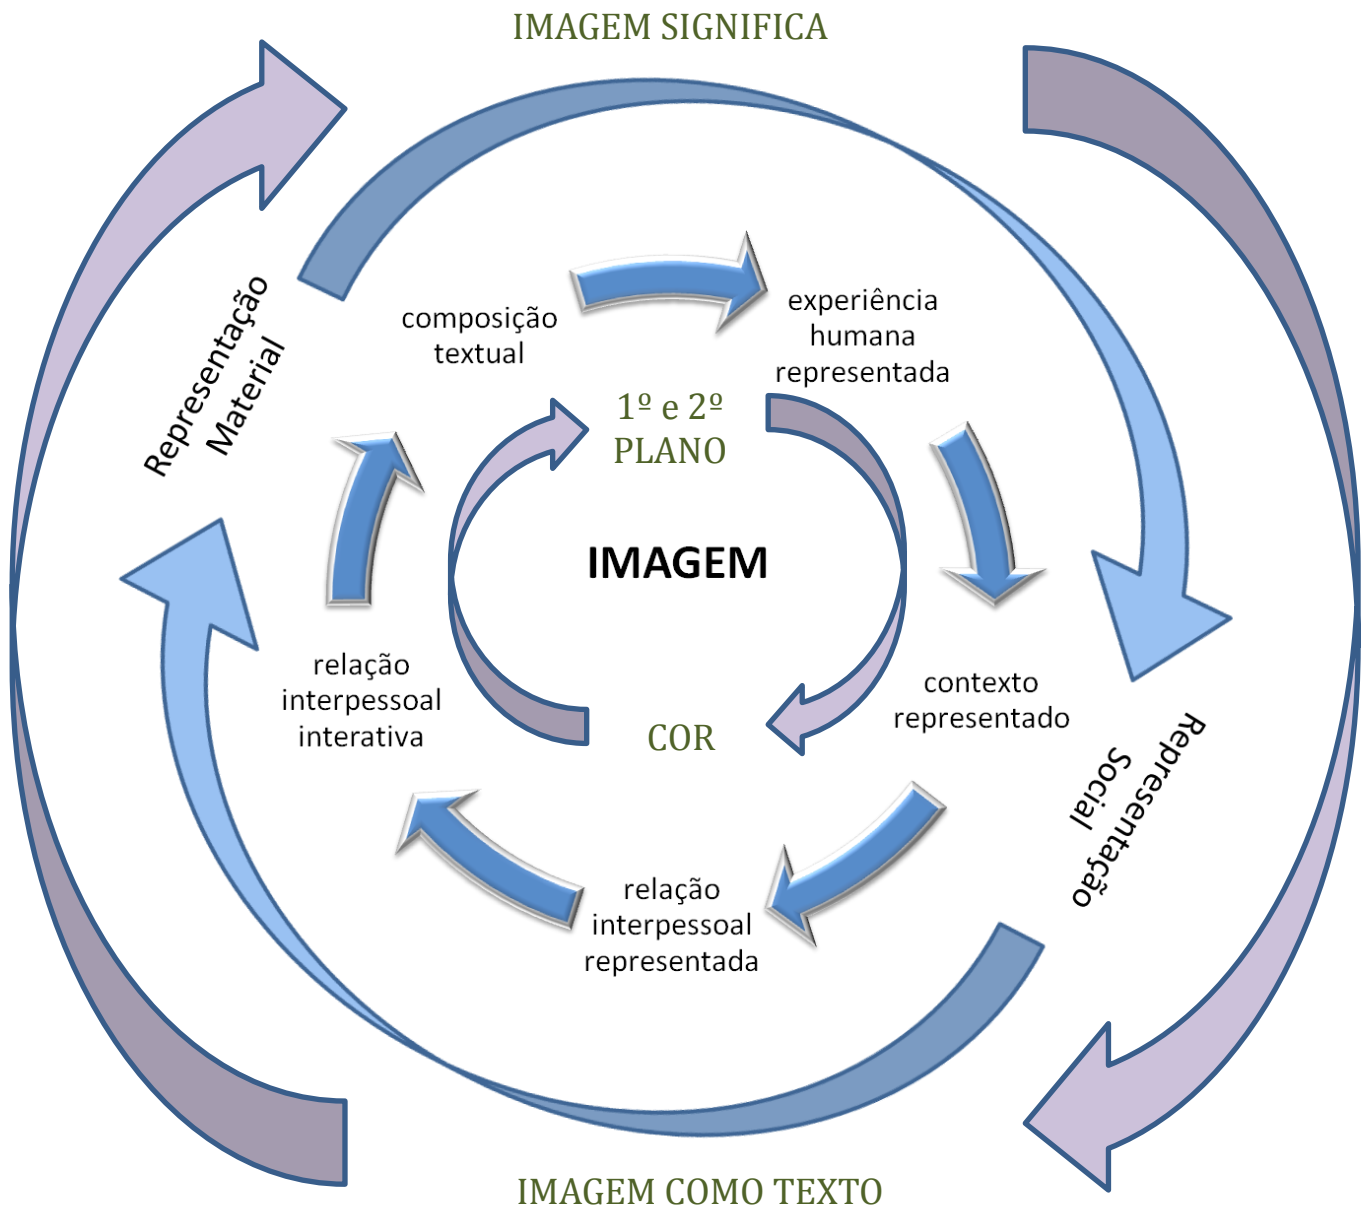 IMAGEM SIGNIFICA
Representação
Material
composição
textual
experiência
humana
representada
1º e 2º
PLANO
IMAGEM
relação
interpessoal
interativa
contexto
representado
COR
Representação
Social
relação
interpessoal
representada
IMAGEM COMO TEXTO